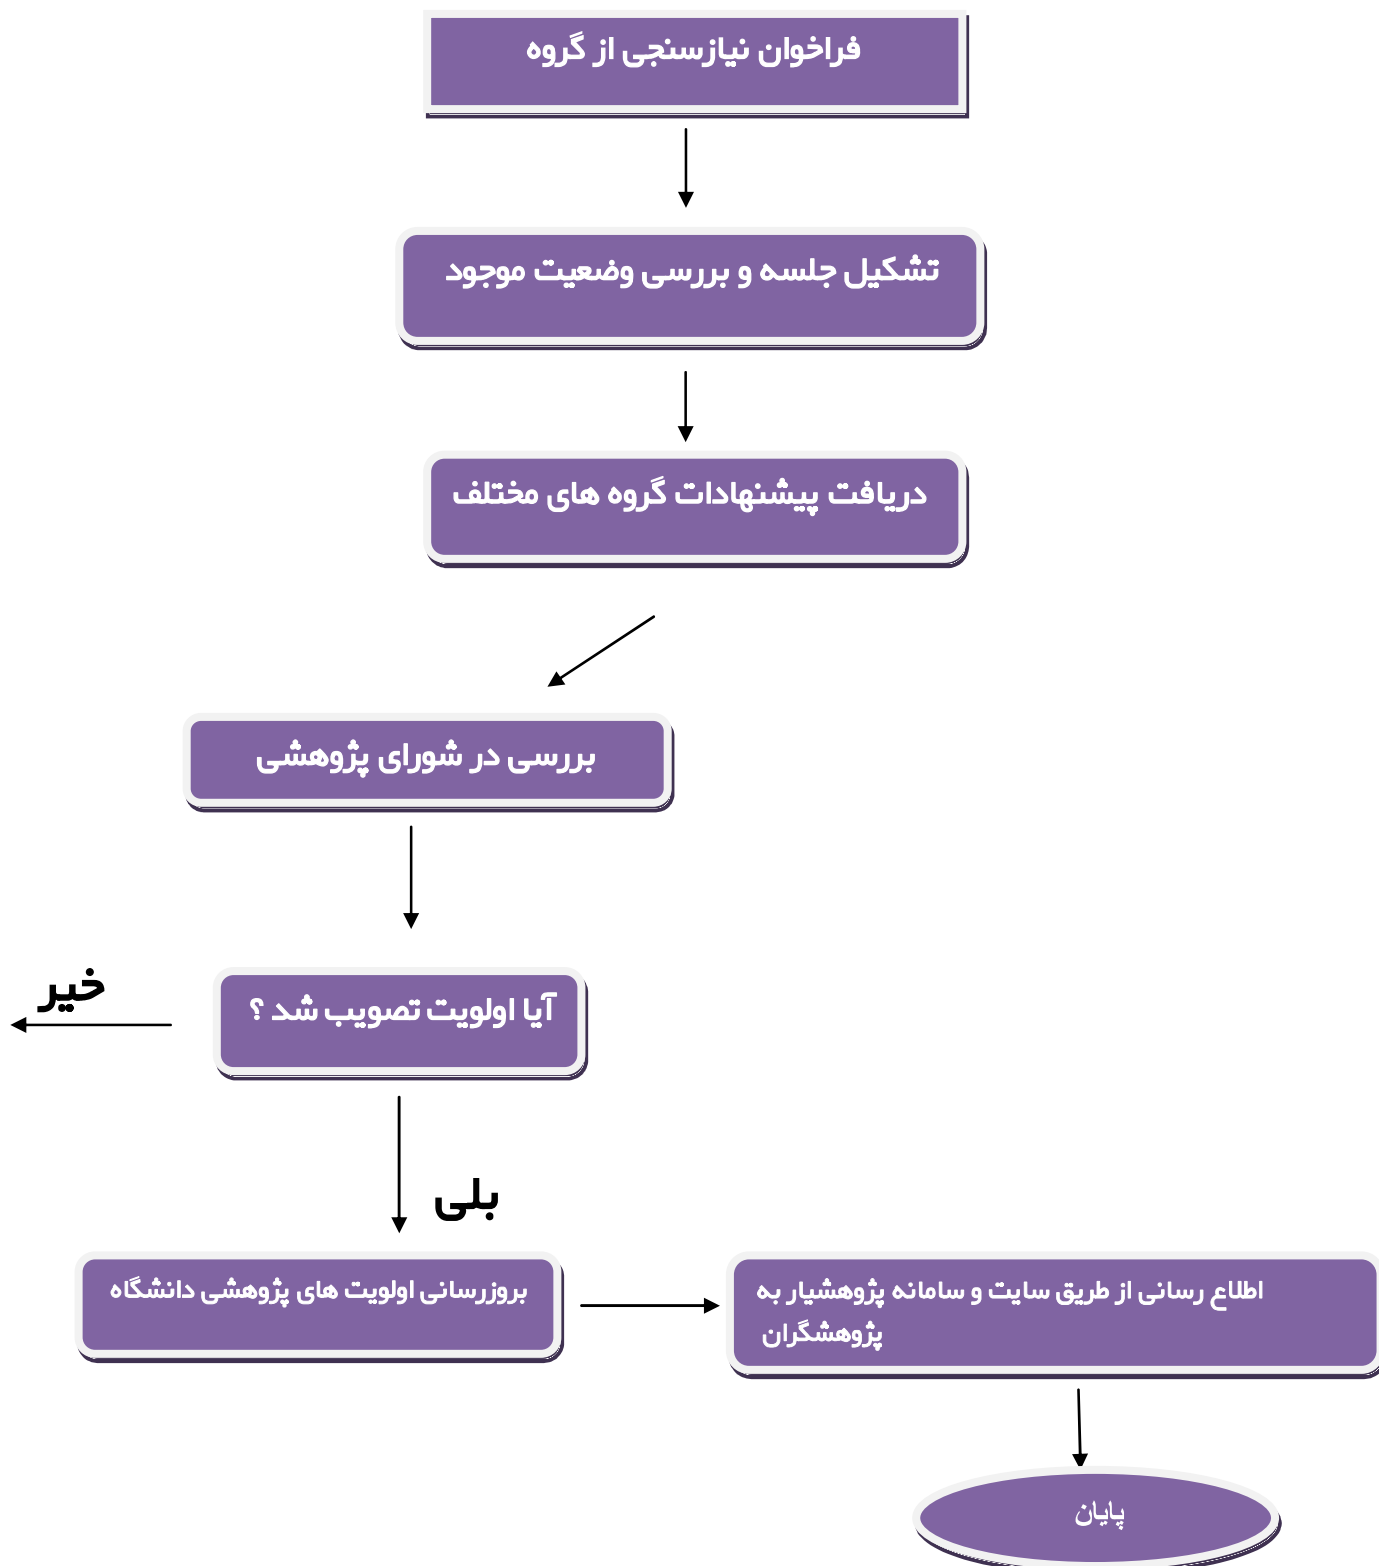 فراخوان نیازسنجی از گروه
تشکیل جلسه و بررسی وضعیت موجود
دریافت پیشنهادات گروه های مختلف
بررسی در شورای پژوهشی
خیر
آیا اولویت تصویب شد ؟
بلی
بروزرسانی اولویت های پژوهشی دانشگاه
اطلاع رسانی از طریق سایت و سامانه پژوهشیار به
پژوهشگران
پایان